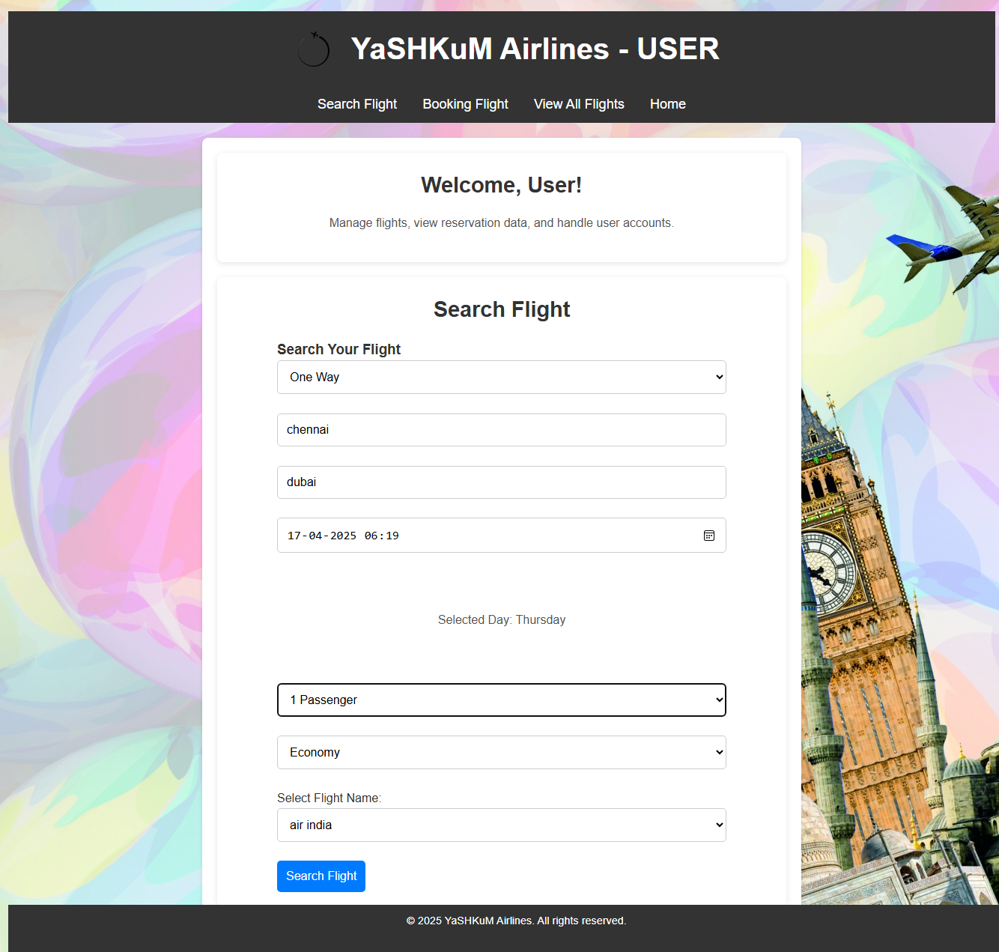 YaSHKuM Airlines - USER
Search Flight Booking Flight View All Flights Home
Welcome, User!
Manage flights, view reservation data, and handle user accounts.
Search Flight
Search Your Flight
One Way
chennai
dubai
17-04-2025 06:19
Selected Day: Thursday
1 Passenger
Economy
Select Flight Name:
air india
Search Flight
© 2025 YaSHKuM Airlines. All rights reserved.